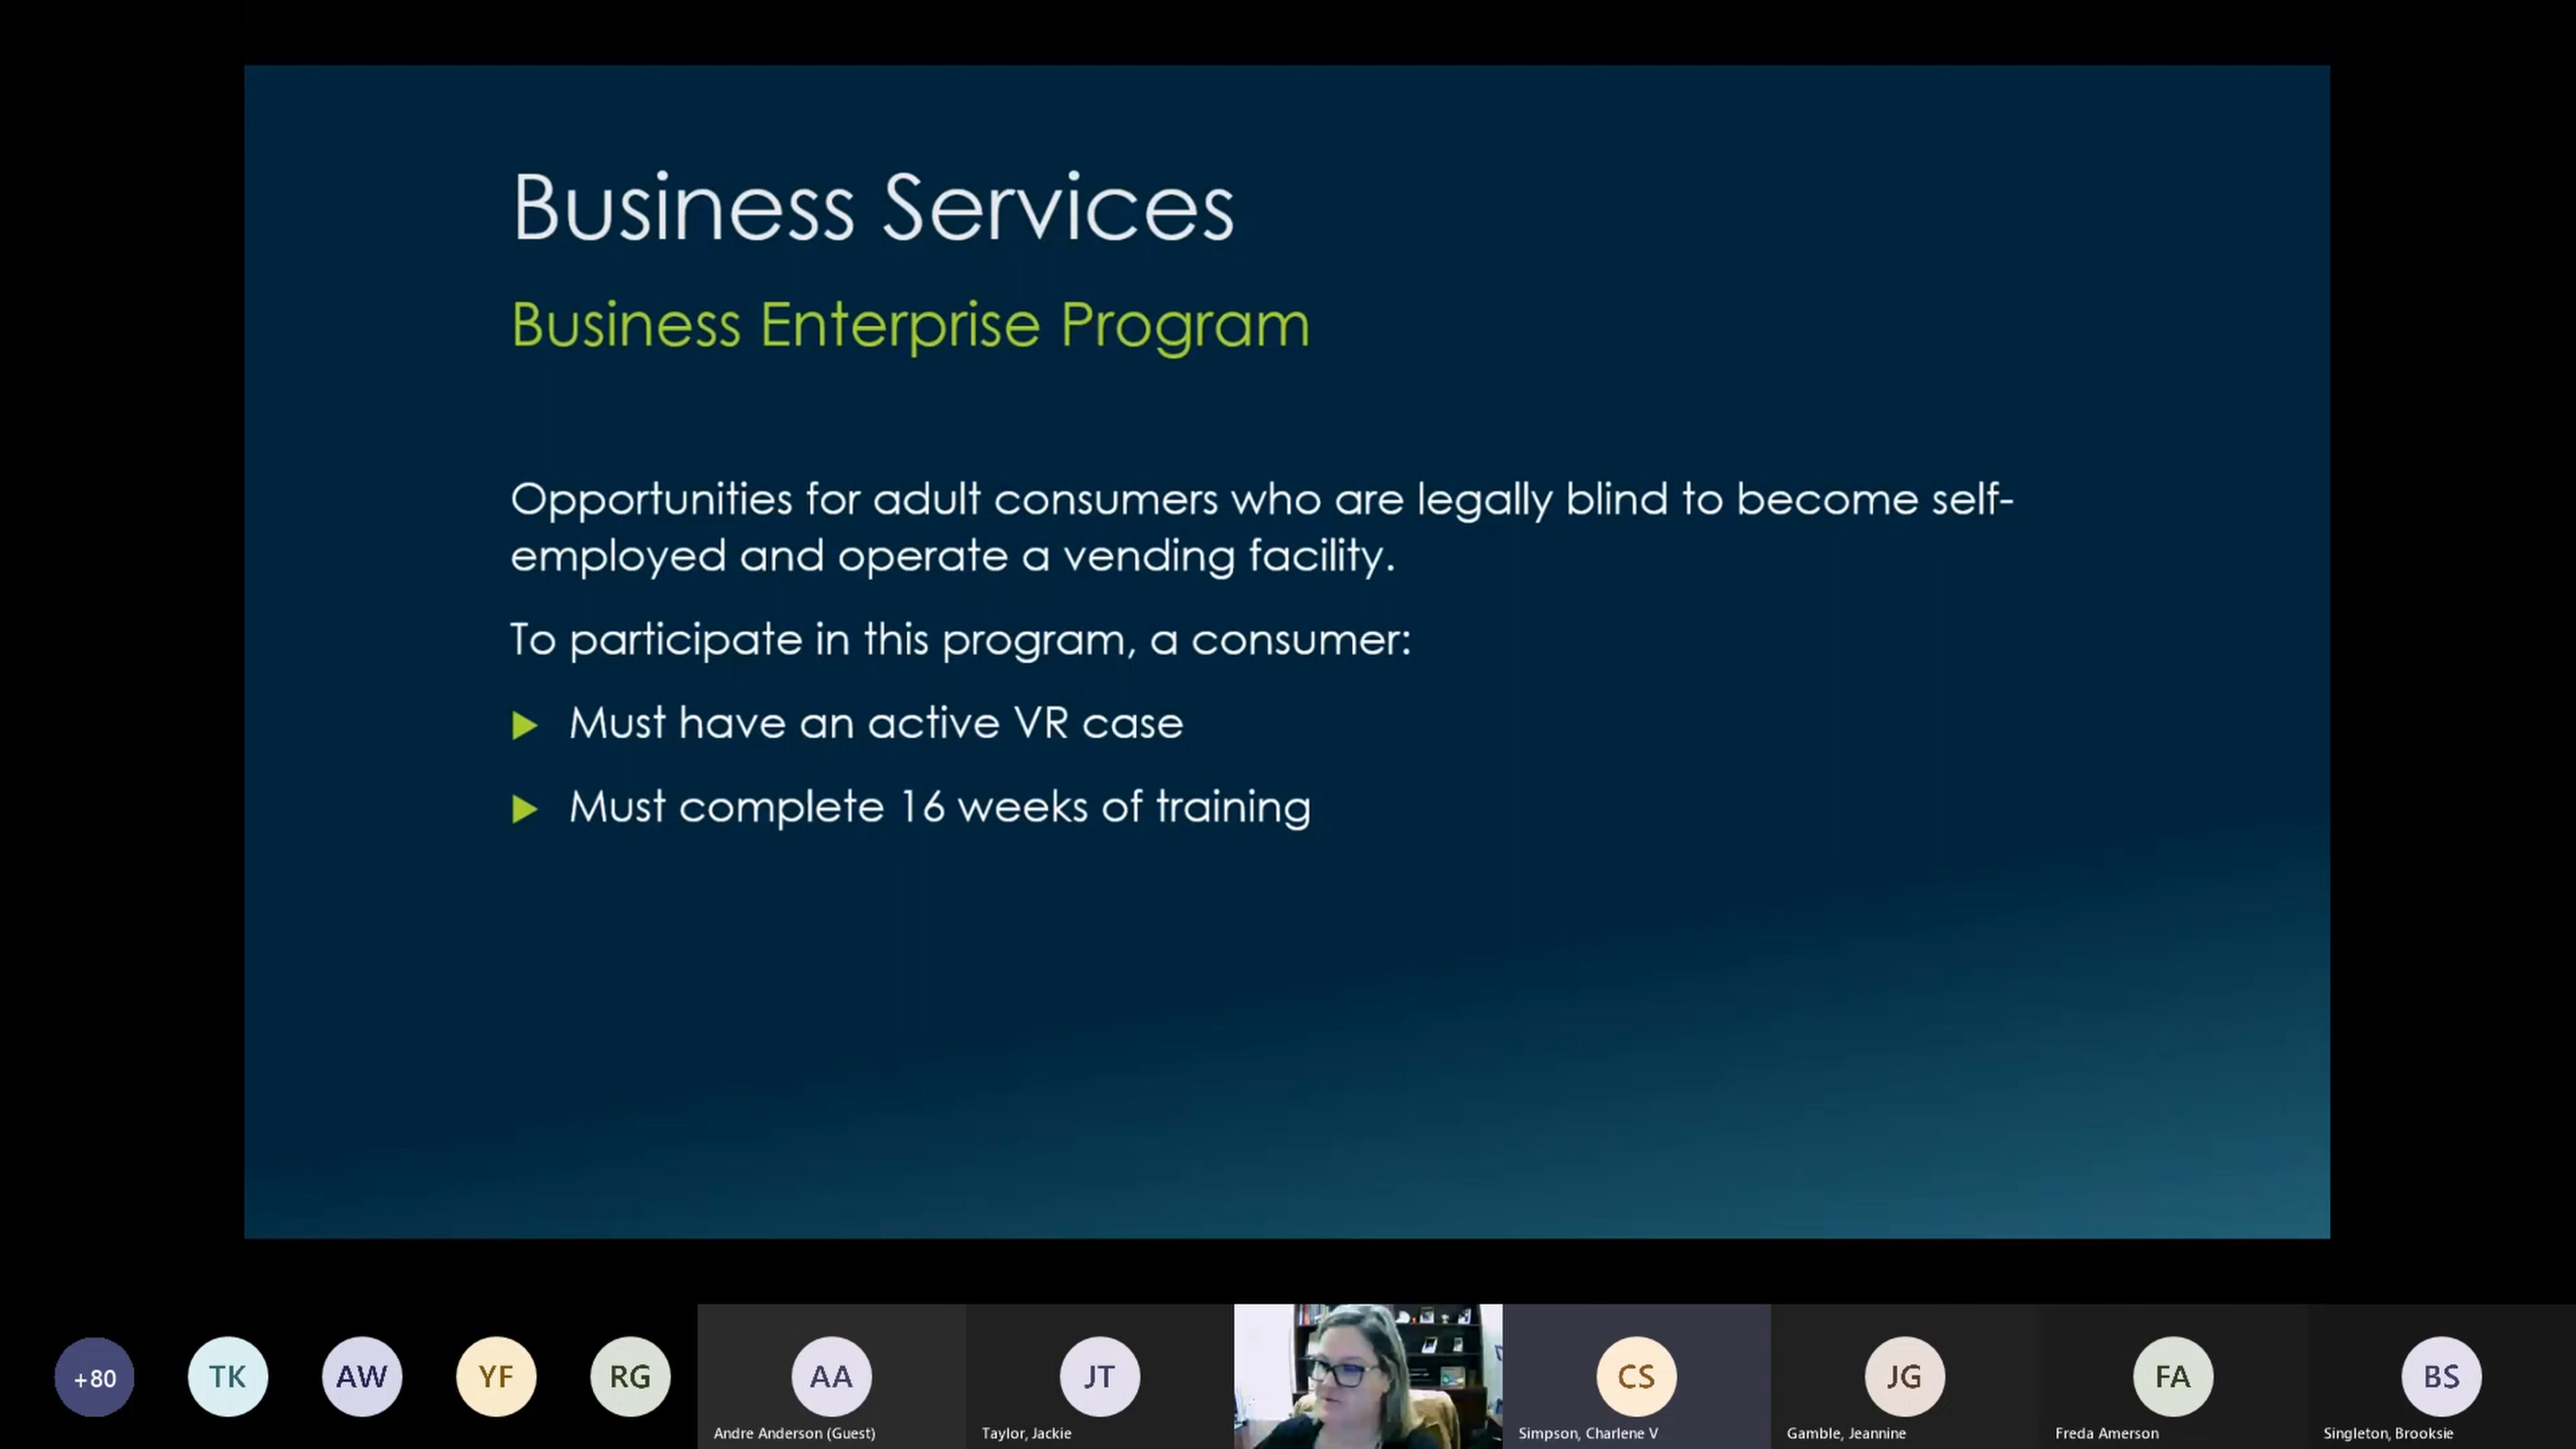 Business Services
Business Enterprise Program
Opportunities for adult consumers who are legally blind to become self-
employed and operate a vending facility.
To participate in this program, a consumer:
Must have an active VR case
Must complete 16 weeks of training
+80
TK
AW
YF
RG
AA
JT
CS
JG
FA
BS
Andre Anderson (Guest)
Taylor, Jackie
Simpson, Charlene V
Gamble, Jeannine
Freda Amerson
Singleton, Brooksie